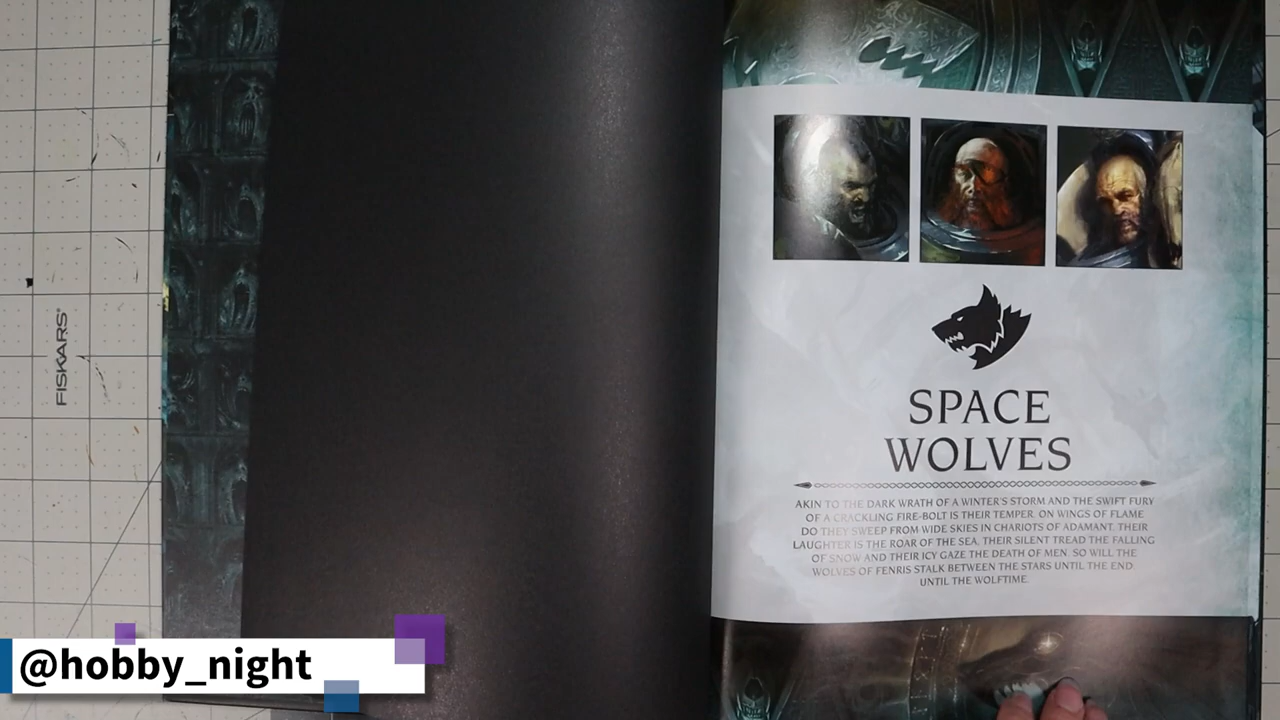 FISKARS®
SPACE
WOLVES
AKIN TO THE DARK WRATH OF A WINTER'S STORM AND THE SWIFT FURY
OF A CRACKLING FIRE-BOLT IS THEIR TEMPER. ON WINGS OF FLAME
DO THEY SWEEP FROM WIDE SKIES IN CHARIOTS OF ADAMANT. THEIR
LAUGHTER IS THE ROAR OF THE SEA, THEIR SILENT TREAD THE FALLING
OF SNOW AND THEIR ICY GAZE THE DEATH OF MEN. SO WILL THE
WOLVES OF FENRIS STALK BETWEEN THE STARS UNTIL THE END.
UNTIL THE WOLFTIME.
@hobby_night